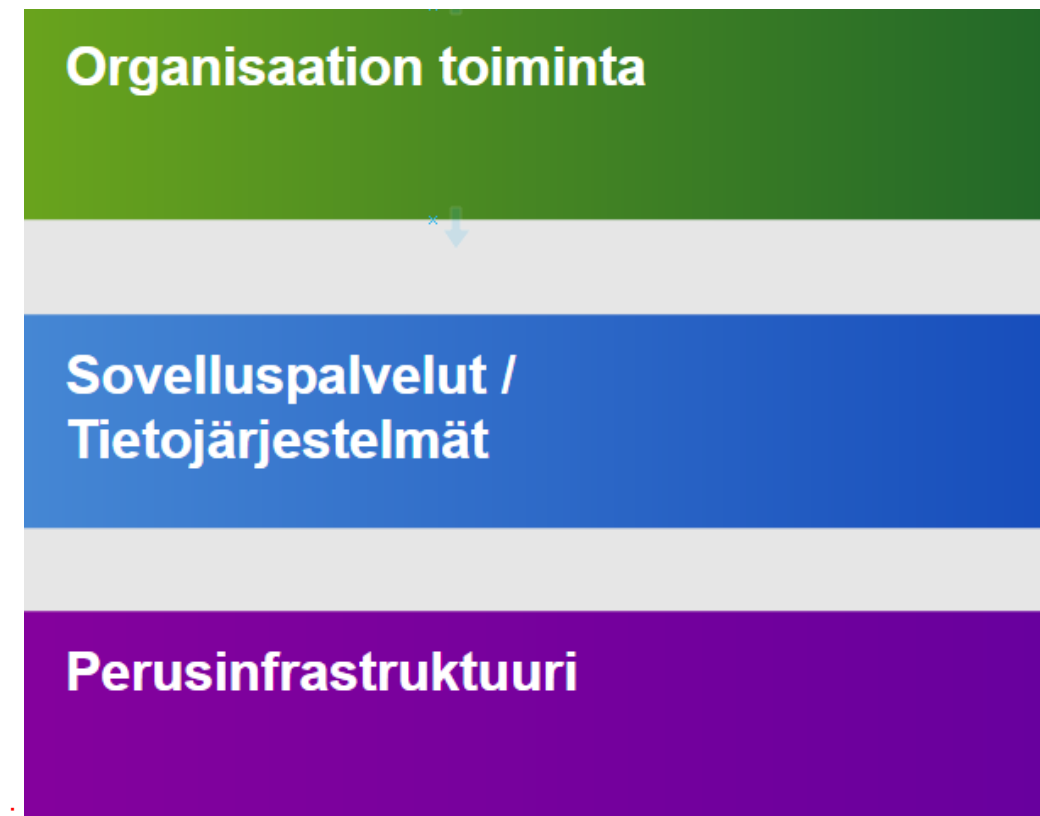 Organisaation toiminta
Sovelluspalvelut /
Tietojärjestelmät
Perusinfrastruktuuri